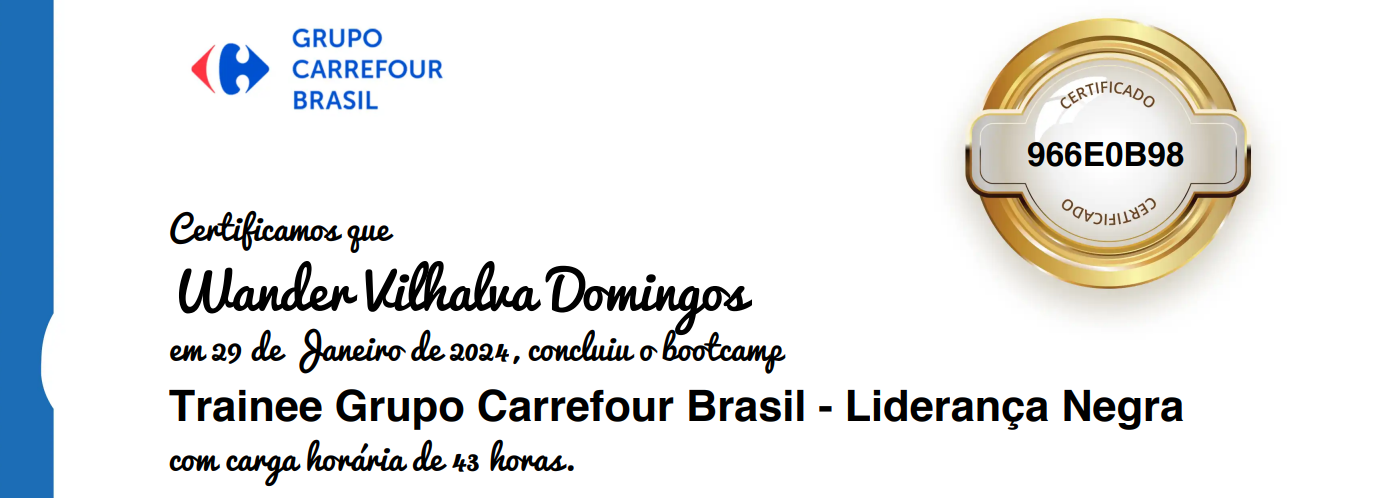 GRUPO
CARREFOUR
BRASIL
CERTIFICADO
966E0B98
CERTIFICADO
Certificamos que
Wander Vilhalva Domingos
em 29 de Janeiro de 2024, concluiu o bootcamp
Trainee Grupo Carrefour Brasil - Liderança Negra
com carga horária de 43 horas.